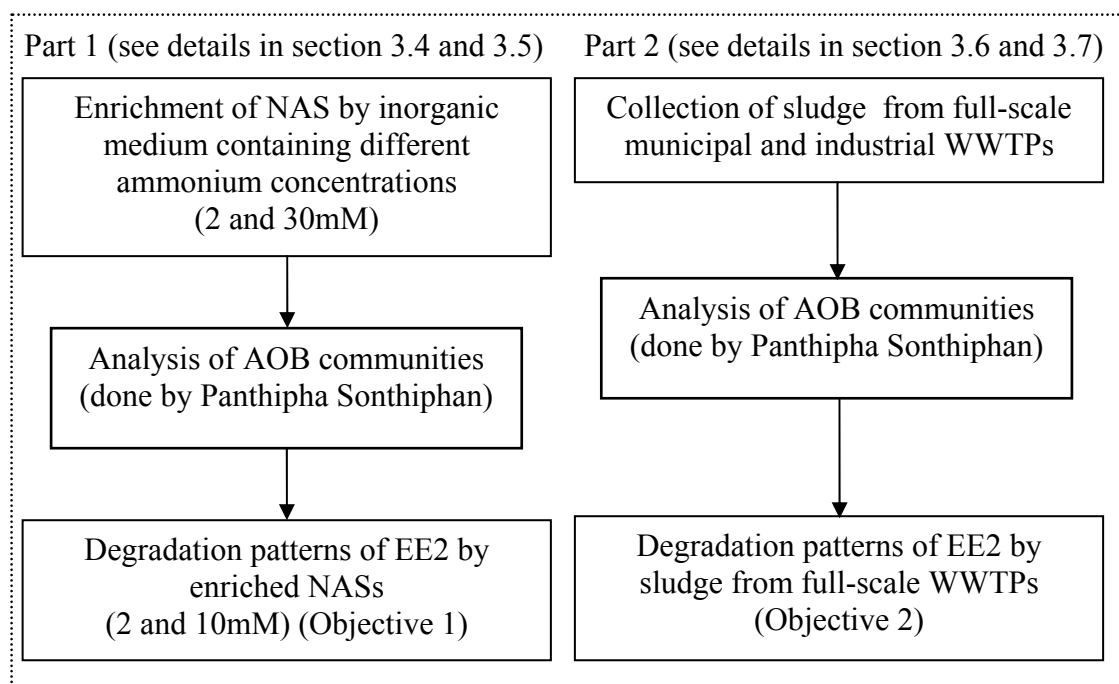 Part 1 (see details in section 3.4 and 3.5)
Enrichment of NAS by inorganic
medium containing different
ammonium concentrations
(2 and 30mM)
Analysis of AOB communities
(done by Panthipha Sonthiphan)
Degradation patterns of EE2 by
enriched NASs
(2 and 10mM) (Objective 1)
Part 2 (see details in section 3.6 and 3.7)
Collection of sludge from full-scale
municipal and industrial WWTPs
Analysis of AOB communities
(done by Panthipha Sonthiphan)
Degradation patterns of EE2 by
sludge from full-scale WWTPs
(Objective 2)